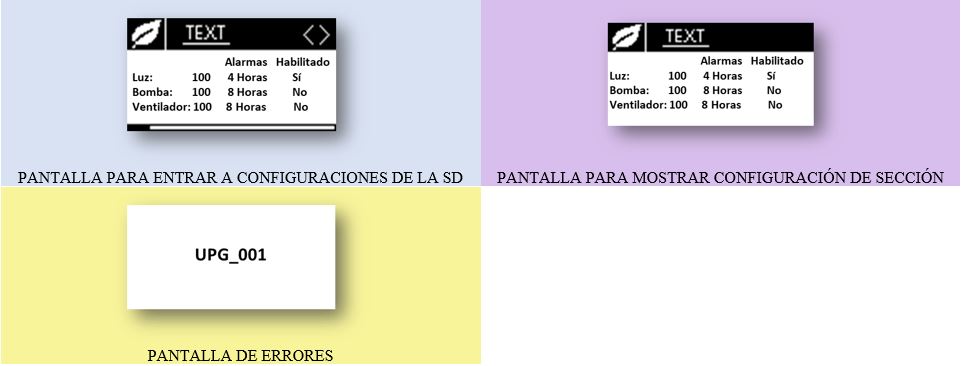 TEXT < >
Alarmas Habilitado
Luz: 100 4 Horas Sí
Bomba: 100 8 Horas No
Ventilador: 100 8 Horas No
PANTALLA PARA ENTRAR A CONFIGURACIONES DE LA SD
TEXT
Alarmas Habilitado
Luz: 100 4 Horas Sí
Bomba: 100 8 Horas No
Ventilador: 100 8 Horas No
PANTALLA PARA MOSTRAR CONFIGURACIÓN DE SECCIÓN
UPG_001
PANTALLA DE ERRORES